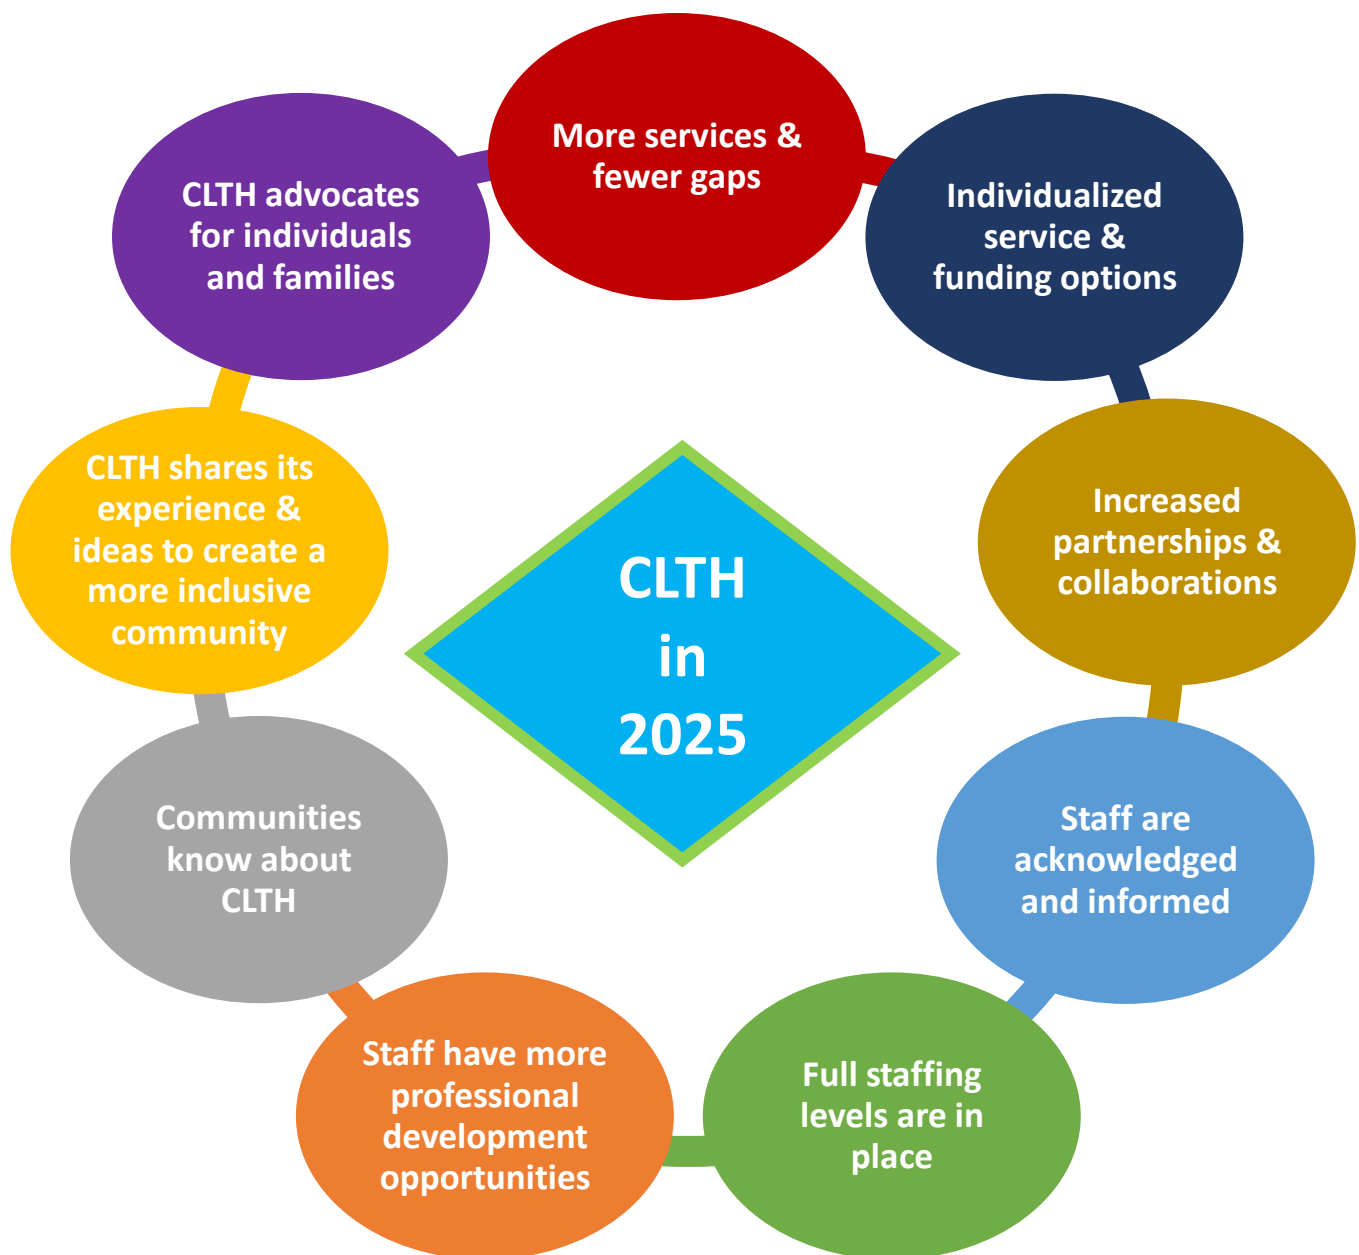 More services &
fewer gaps
Individualized
service &
funding options
Increased
partnerships &
collaborations
Staff are
acknowledged
and informed
Full staffing
levels are in
place
Staff have more
professional
development
opportunities
Communities
know about
CLTH
CLTH shares its
experience &
ideas to create a
more inclusive
community
CLTH advocates
for individuals
and families
CLTH
in
2025